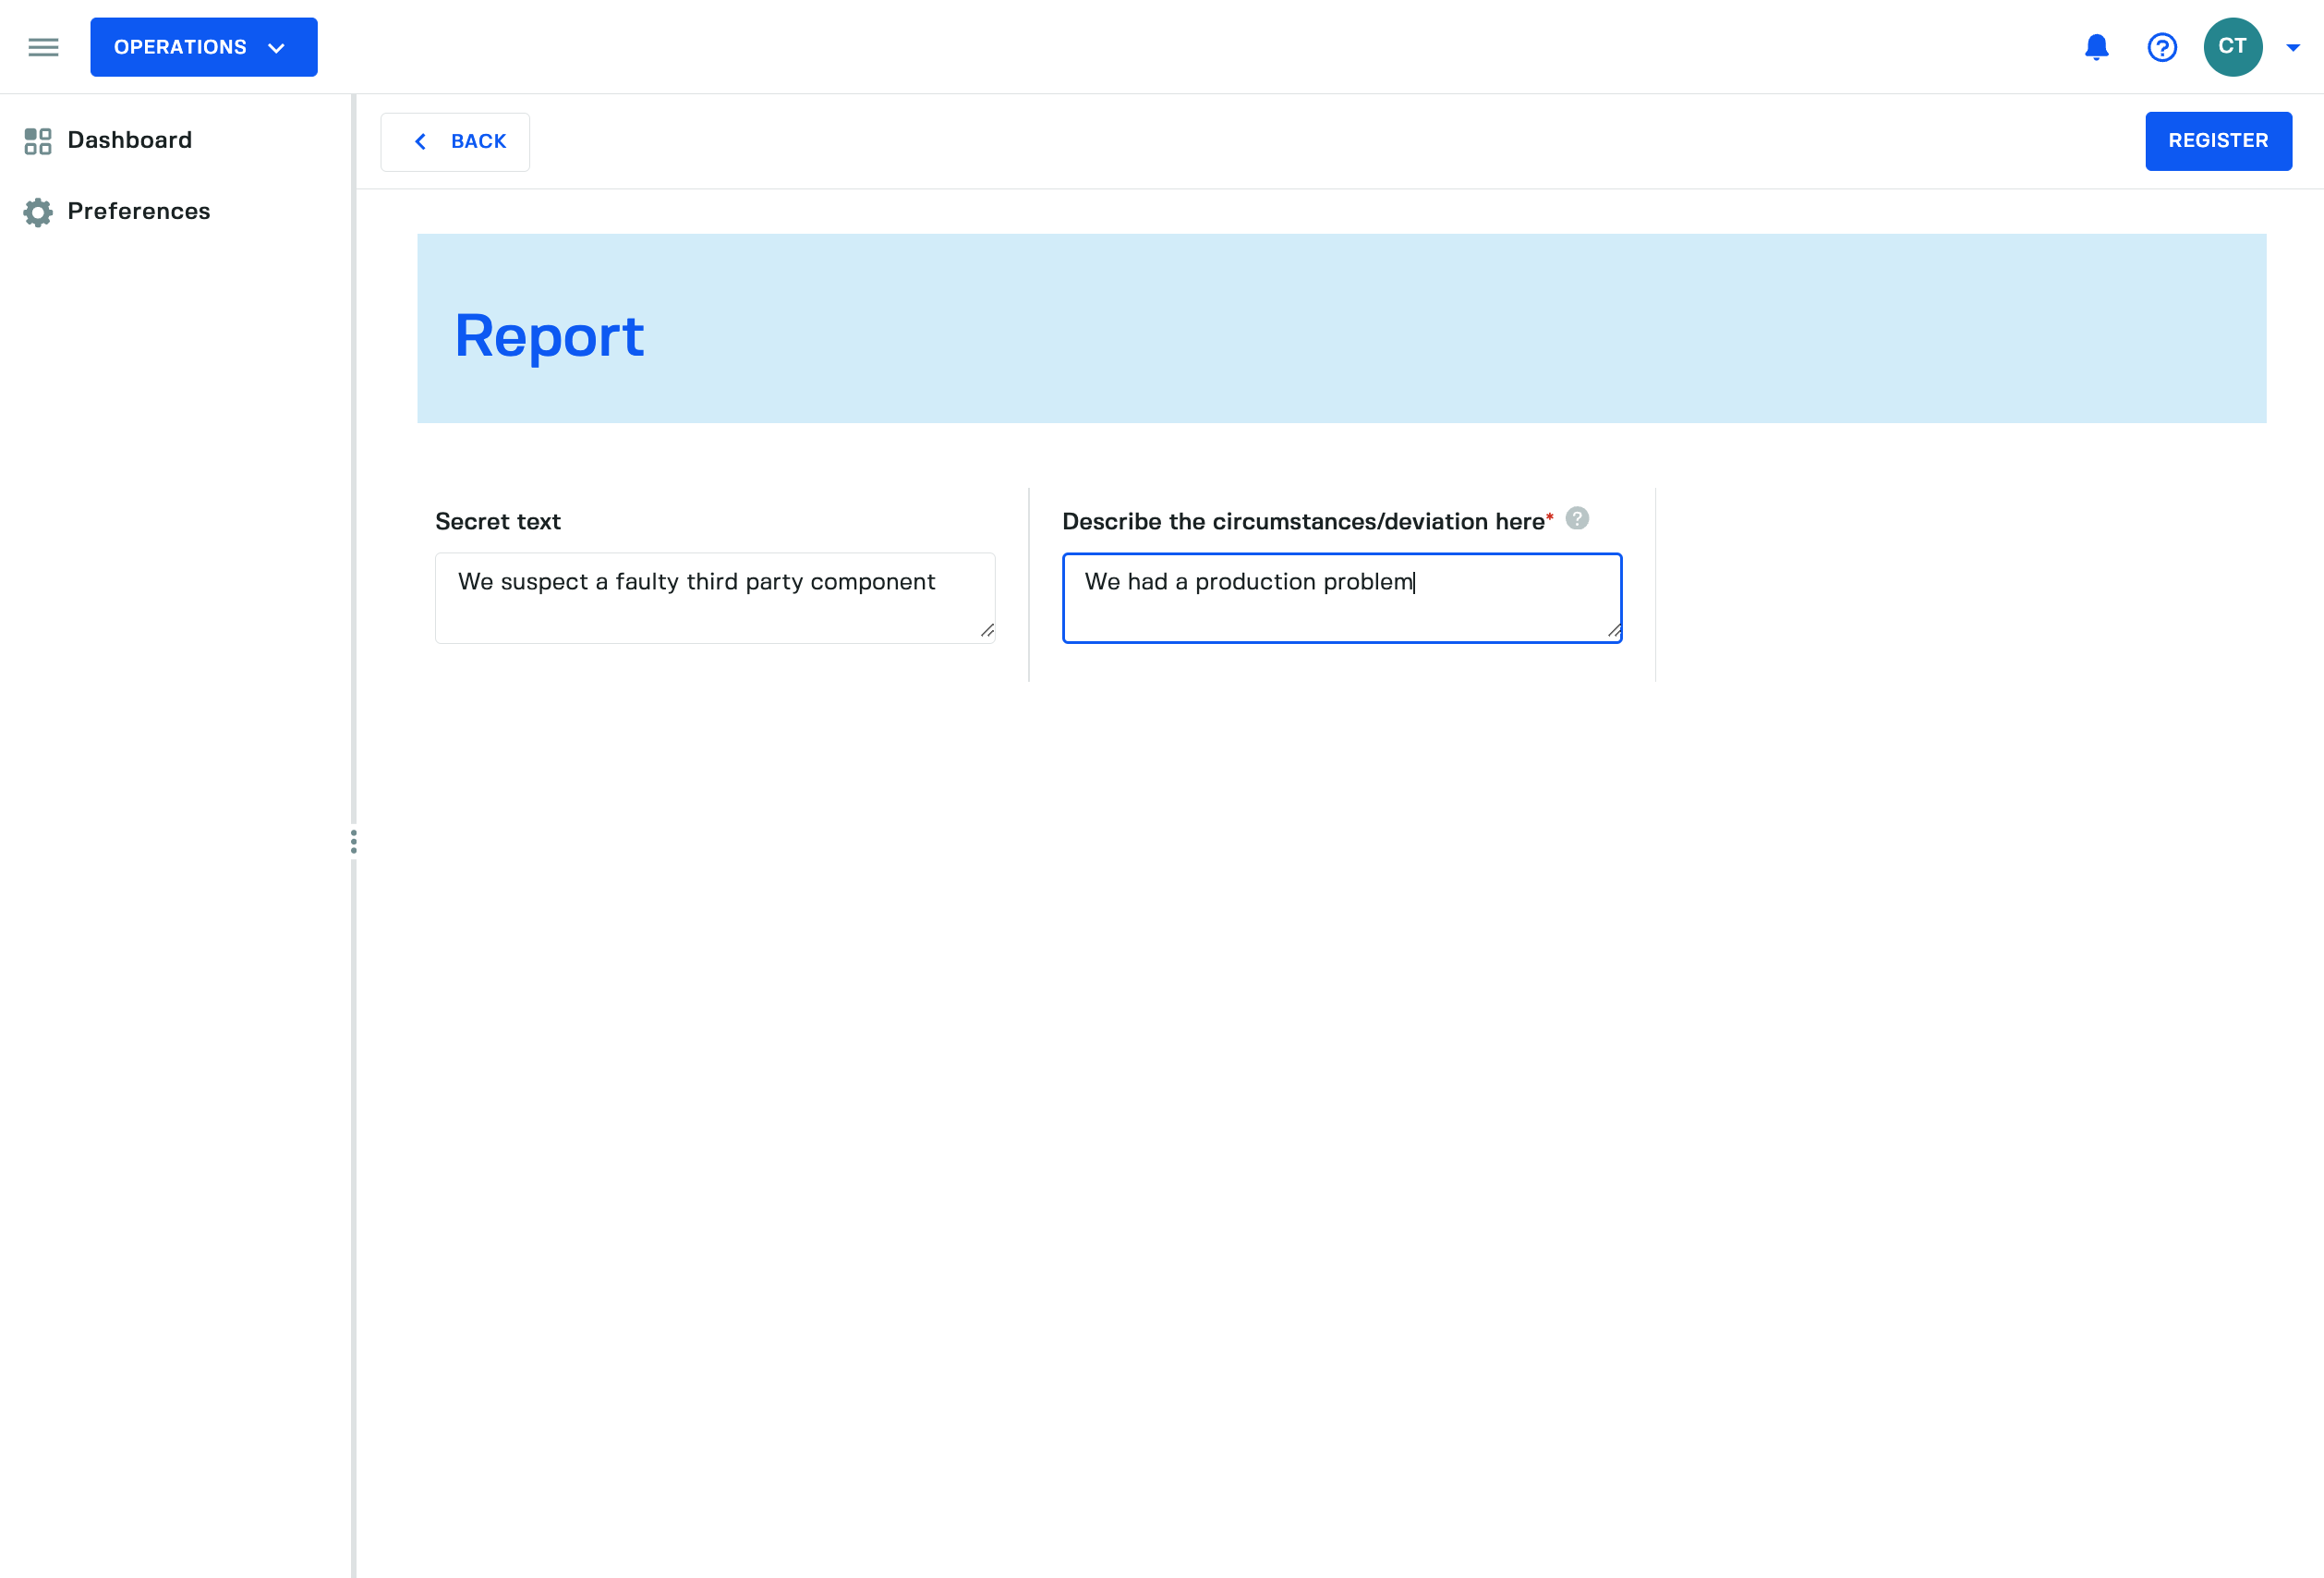 OPERATIONS
CT
Dashboard
Preferences
BACK
REGISTER
Report
Secret text
We suspect a faulty third party component
Describe the circumstances/deviation here*
We had a production problem